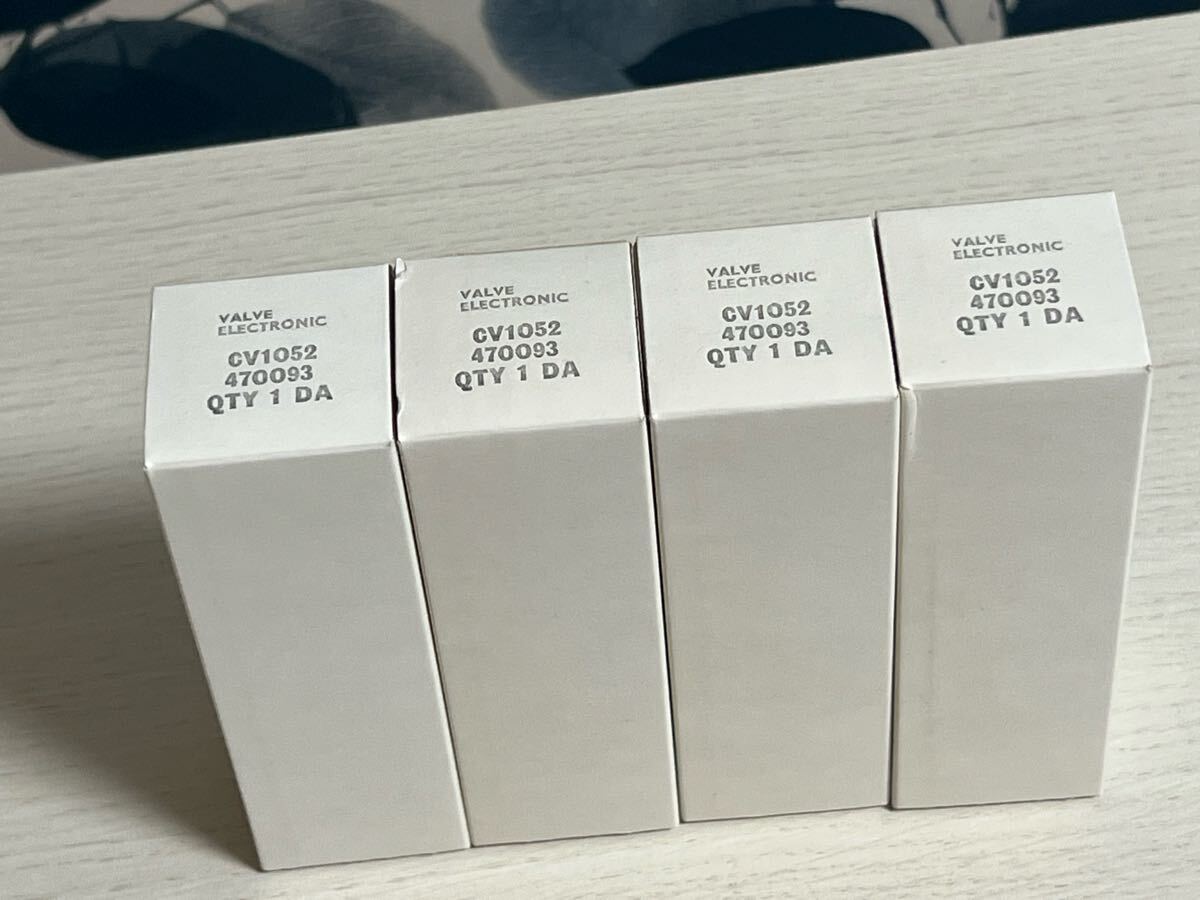 VALVE
ELECTRONIC
CV1052
470093
QTY 1 DA
VALVE
ELECTRONIC
CV1052
470093
QTY 1 DA
VALVE
ELECTRONIC
CV1052
470093
QTY 1 DA
VALVE
ELECTRONIC
CV1052
470093
QTY 1 DA